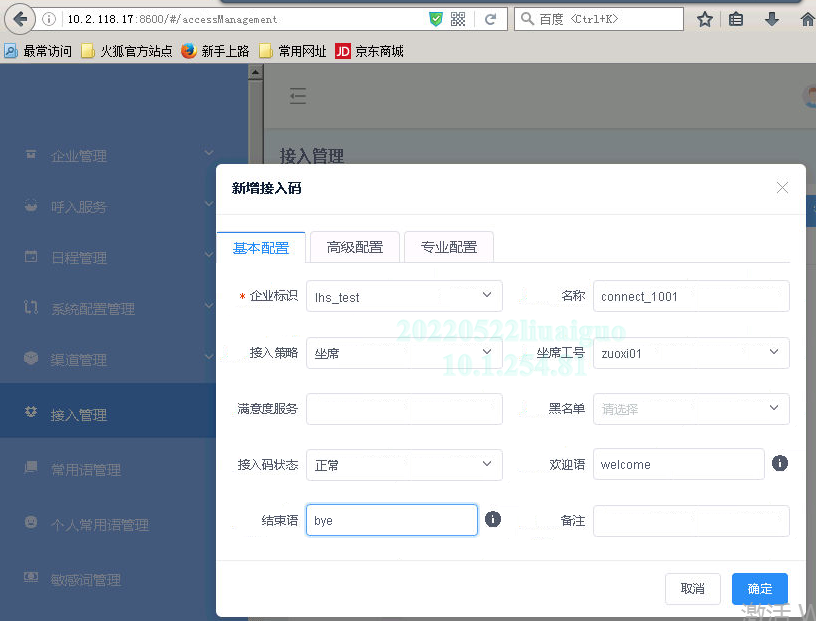 10.2.118.17:8600/#/accessManagement
百度 <Ctrl+K>
最常访问 火狐官方站点 新手上路 常用网址 JD 京东商城
企业管理
呼入服务
日程管理
系统配置管理
渠道管理
接入管理
常用语管理
个人常用语管理
敏感词管理
接入管理
新增接入码
基本配置 高级配置 专业配置
* 企业标识 lhs_test 名称 connect_1001
20220522liuaiguo
接入策略 坐席 坐席工号 zuoxi01
10.1.254.81
满意度服务 黑名单 请选择
接入码状态 正常 欢迎语 welcome
结束语 bye 备注
取消 确定
激活 W